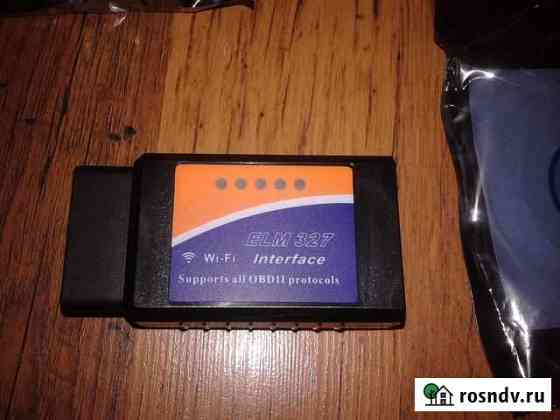 ELM 327
Wi-Fi Interface
Supports all OBDII protocols
rosndv.ru